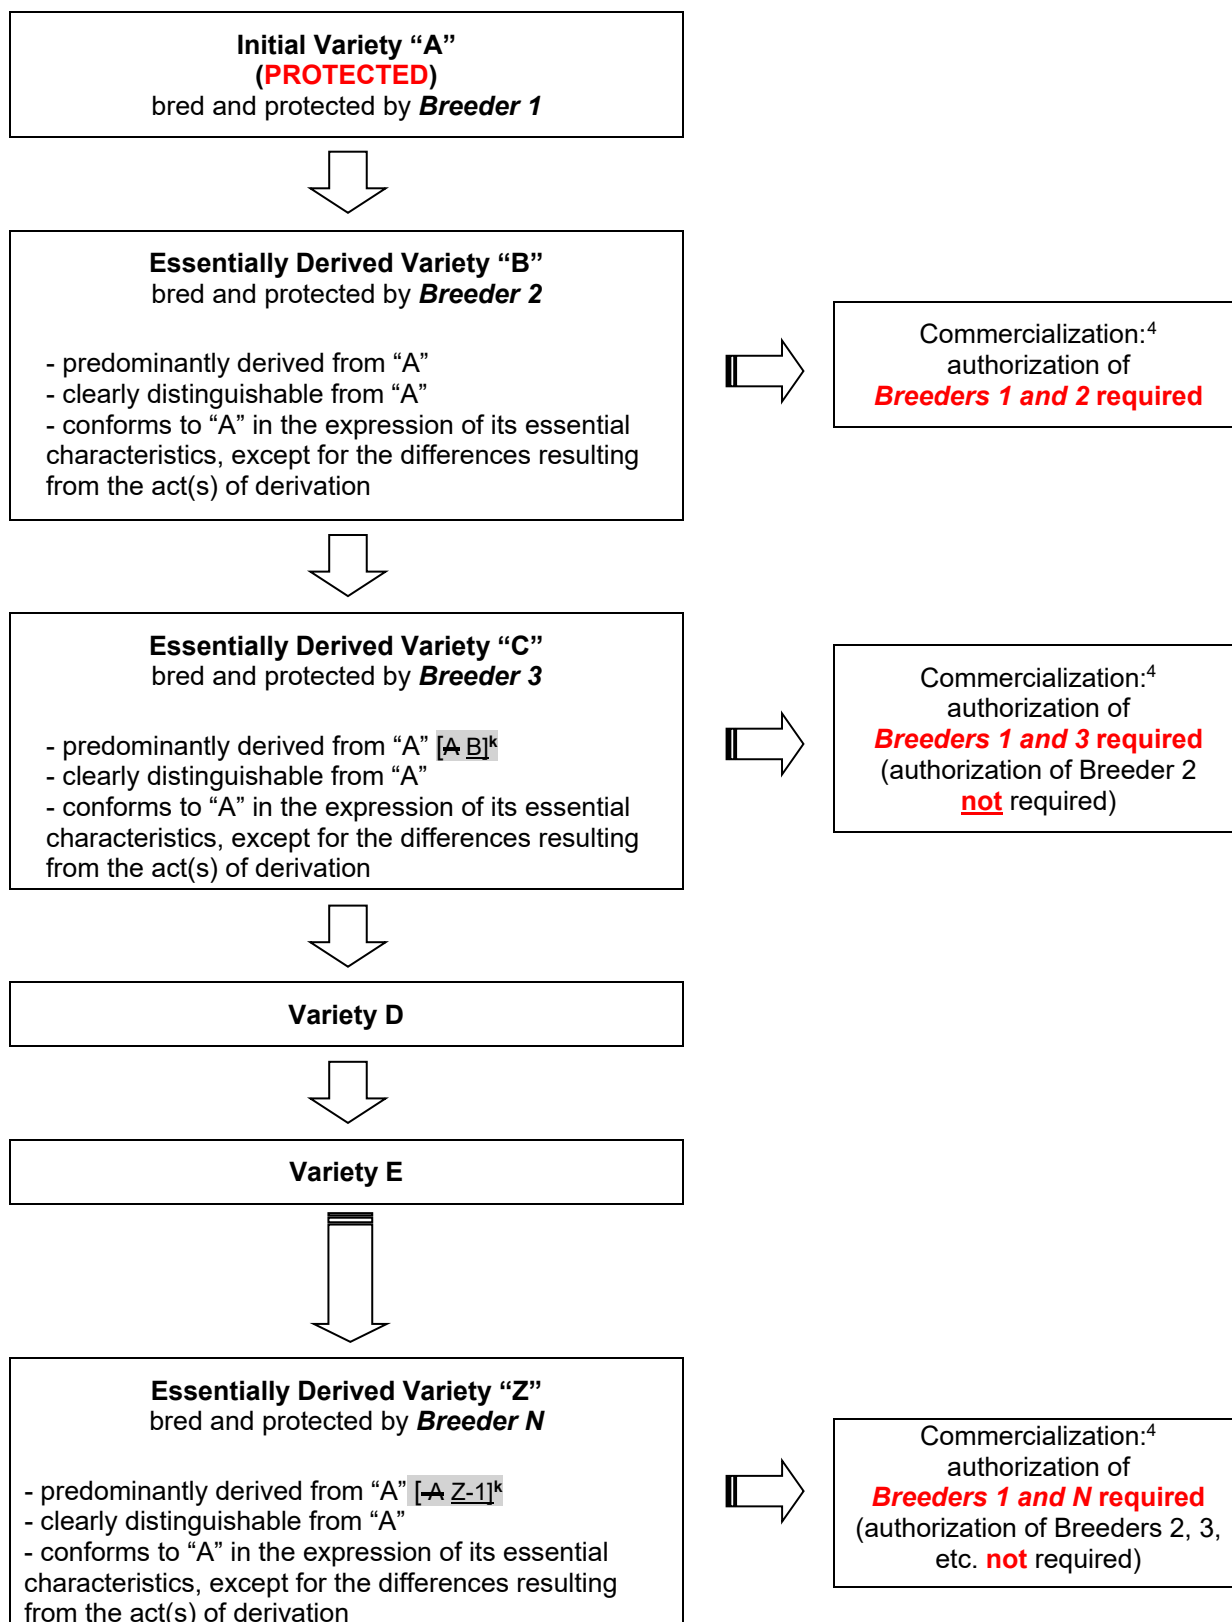 Initial Variety “A”
(PROTECTED)
bred and protected by Breeder 1
Essentially Derived Variety “B”
bred and protected by Breeder 2
- predominantly derived from “A”
- clearly distinguishable from “A”
- conforms to “A” in the expression of its essential
characteristics, except for the differences resulting
from the act(s) of derivation
Commercialization:4
authorization of
Breeders 1 and 2 required
Essentially Derived Variety “C”
bred and protected by Breeder 3
- predominantly derived from “A” [A B]k
- clearly distinguishable from “A”
- conforms to “A” in the expression of its essential
characteristics, except for the differences resulting
from the act(s) of derivation
Commercialization:4
authorization of
Breeders 1 and 3 required
(authorization of Breeder 2
not required)
Variety D
Variety E
Essentially Derived Variety “Z”
bred and protected by Breeder N
- predominantly derived from “A” [A Z-1]k
- clearly distinguishable from “A”
- conforms to “A” in the expression of its essential
characteristics, except for the differences resulting
from the act(s) of derivation
Commercialization:4
authorization of
Breeders 1 and N required
(authorization of Breeders 2, 3,
etc. not required)